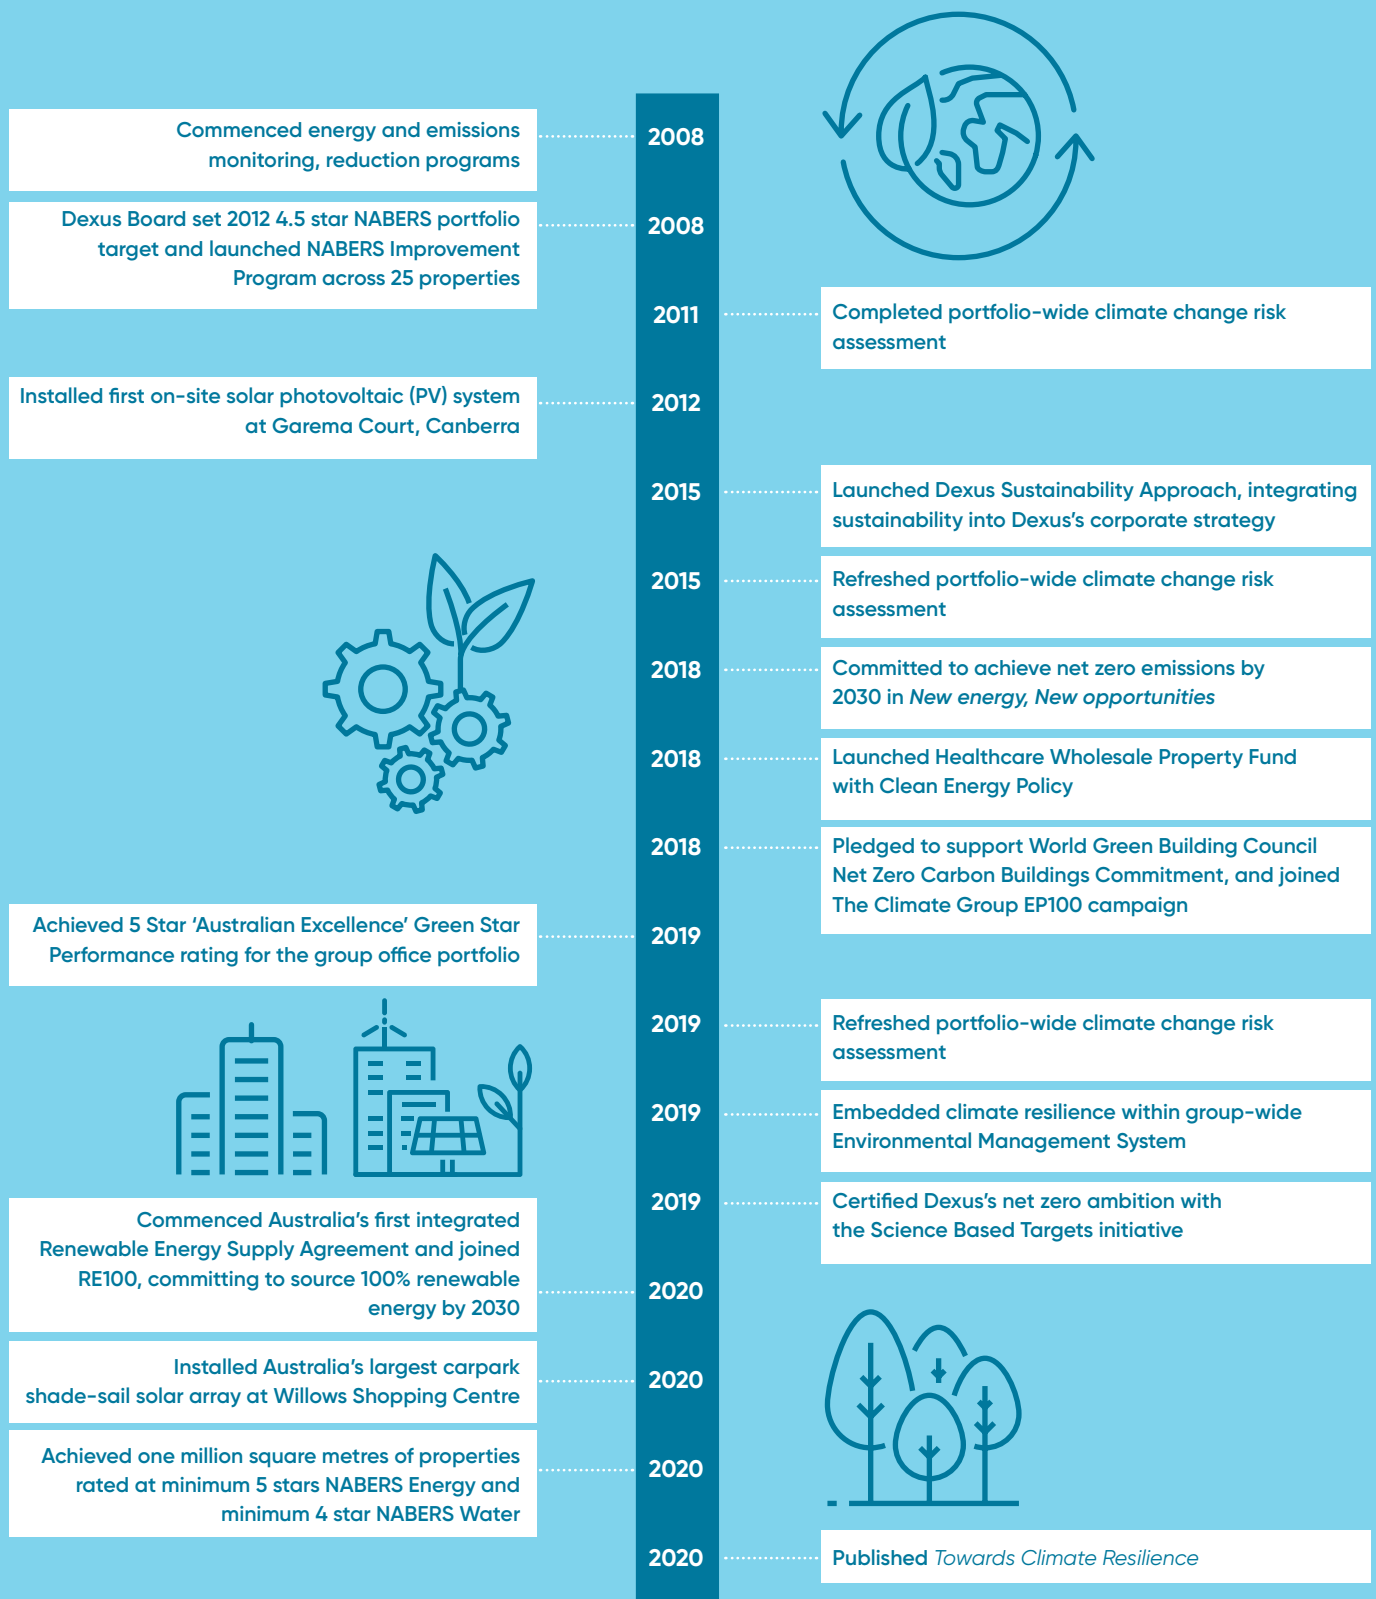 2008
Commenced energy and emissions
monitoring, reduction programs
2008
Dexus Board set 2012 4.5 star NABERS portfolio
target and launched NABERS Improvement
Program across 25 properties
2011
Completed portfolio-wide climate change risk
assessment
2012
Installed first on-site solar photovoltaic (PV) system
at Garema Court, Canberra
2015
Launched Dexus Sustainability Approach, integrating
sustainability into Dexus’s corporate strategy
2015
Refreshed portfolio-wide climate change risk
assessment
2018
Committed to achieve net zero emissions by
2030 in New energy, New opportunities
2018
Launched Healthcare Wholesale Property Fund
with Clean Energy Policy
2018
Pledged to support World Green Building Council
Net Zero Carbon Buildings Commitment, and joined
The Climate Group EP100 campaign
2019
Achieved 5 Star ‘Australian Excellence’ Green Star
Performance rating for the group office portfolio
2019
Refreshed portfolio-wide climate change risk
assessment
2019
Embedded climate resilience within group-wide
Environmental Management System
2019
Certified Dexus’s net zero ambition with
the Science Based Targets initiative
2020
Commenced Australia’s first integrated
Renewable Energy Supply Agreement and joined
RE100, committing to source 100% renewable
energy by 2030
2020
Installed Australia’s largest carpark
shade-sail solar array at Willows Shopping Centre
2020
Achieved one million square metres of properties
rated at minimum 5 stars NABERS Energy and
minimum 4 star NABERS Water
2020
Published Towards Climate Resilience